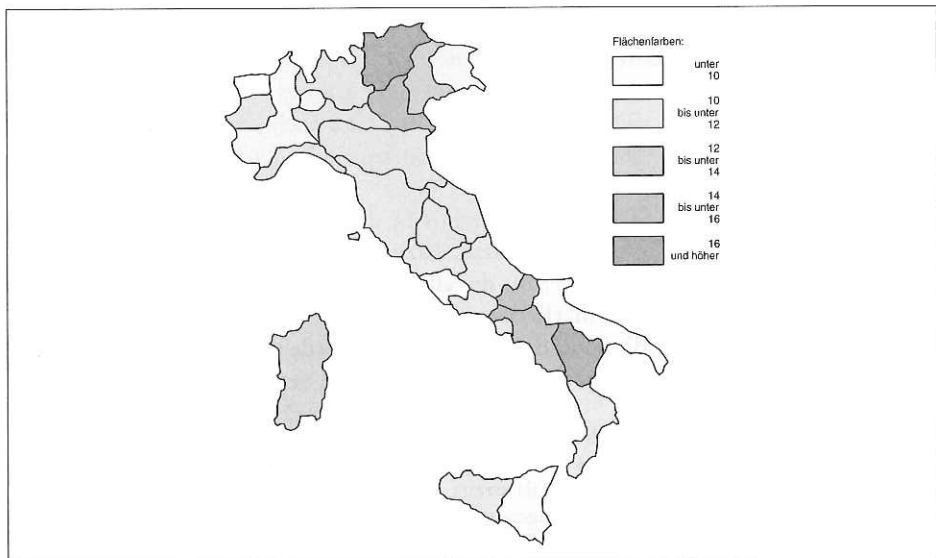 Flächenfarben:
unter
10
10
bis unter
12
12
bis unter
14
14
bis unter
16
16
und höher